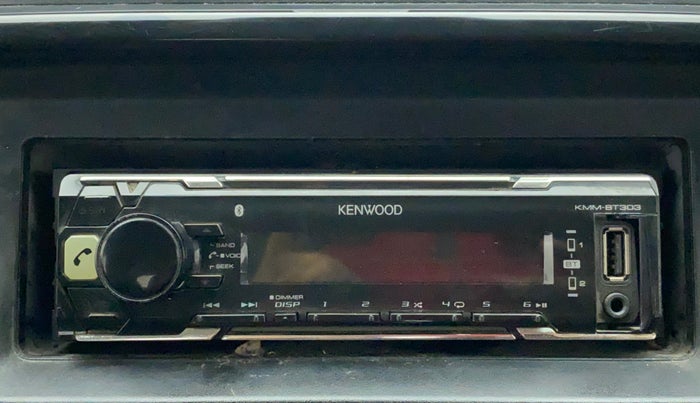 KENWOOD
KMM-BT303
BAND
VOICE
SEEK
DIMMER
DISP 1 2 3 4 5 6
1
BT
2